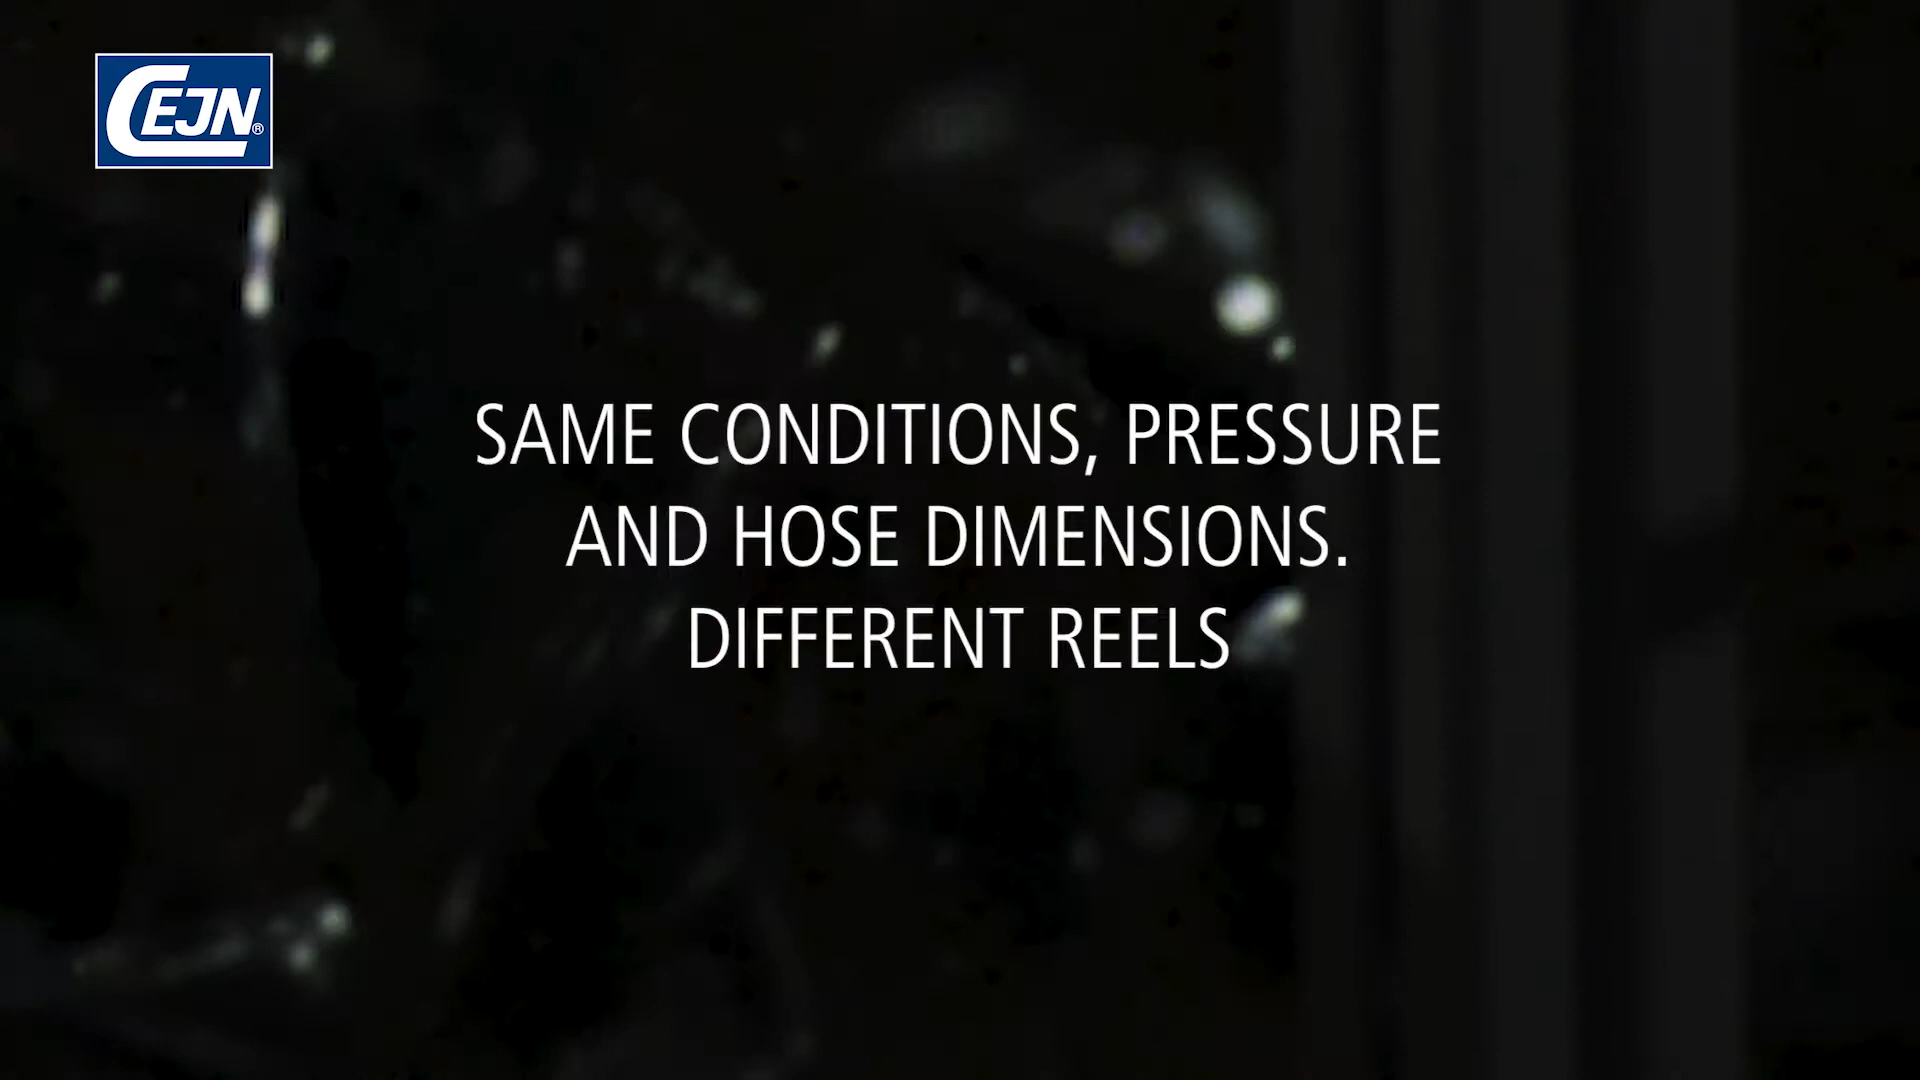 CEJN®
SAME CONDITIONS, PRESSURE
AND HOSE DIMENSIONS.
DIFFERENT REELS